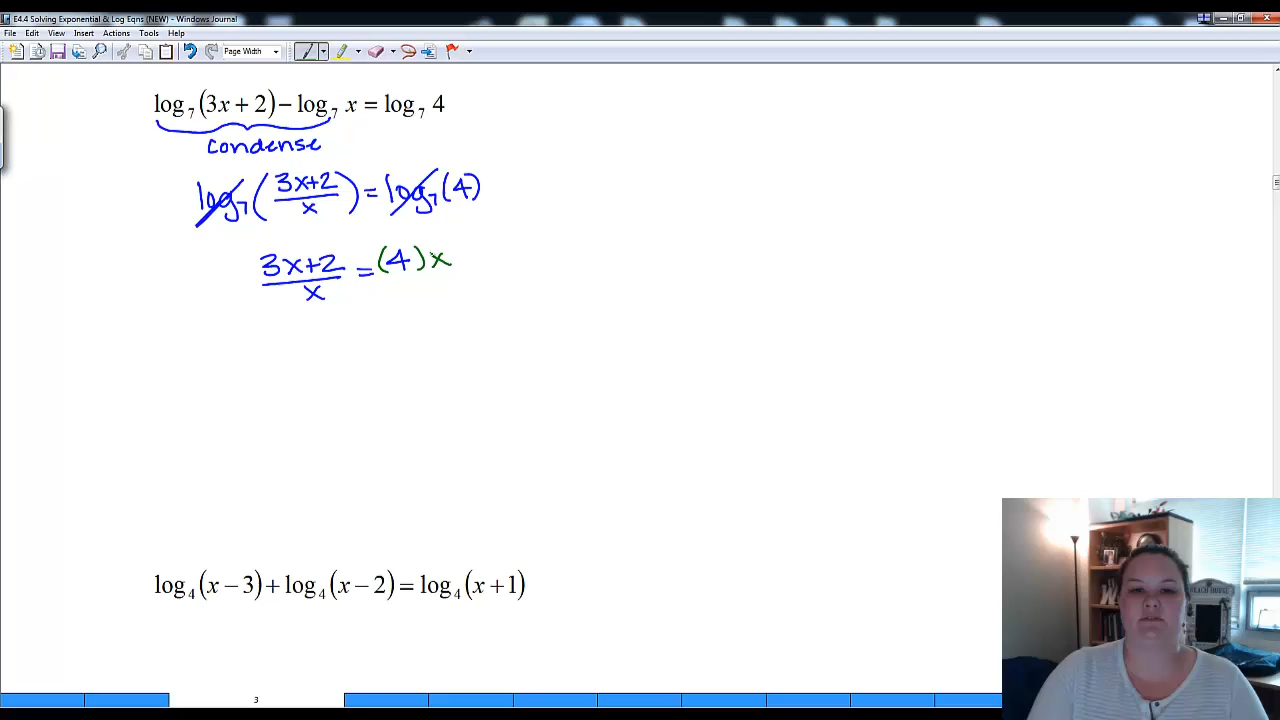 E4.4 Solving Exponential & Log Eqns (NEW) - Windows Journal
File Edit View Insert Actions Tools Help
Page Width
log₇(3x + 2) − log₇ x = log₇ 4
condense
log₇ ( (3x+2)/x ) = log₇ (4)
(3x+2)/x = (4)x
log₄(x − 3) + log₄(x − 2) = log₄(x + 1)
3